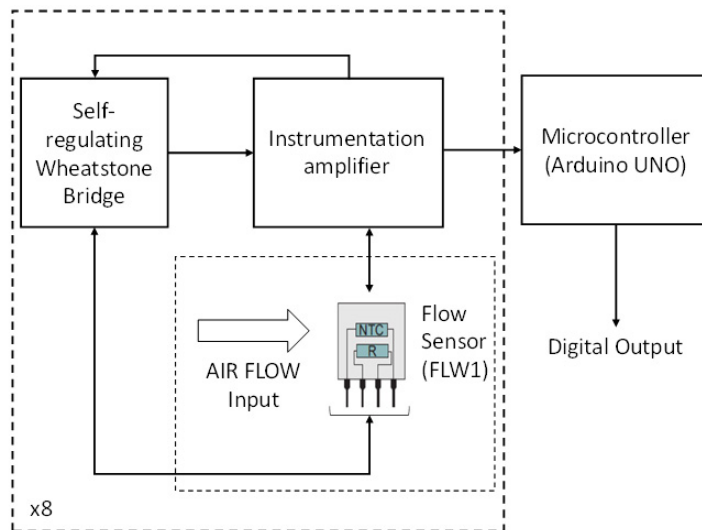 Self-
regulating
Wheatstone
Bridge
Instrumentation
amplifier
Microcontroller
(Arduino UNO)
Flow
Sensor
(FLW1)
NTC
R
AIR FLOW
Input
Digital Output
x8